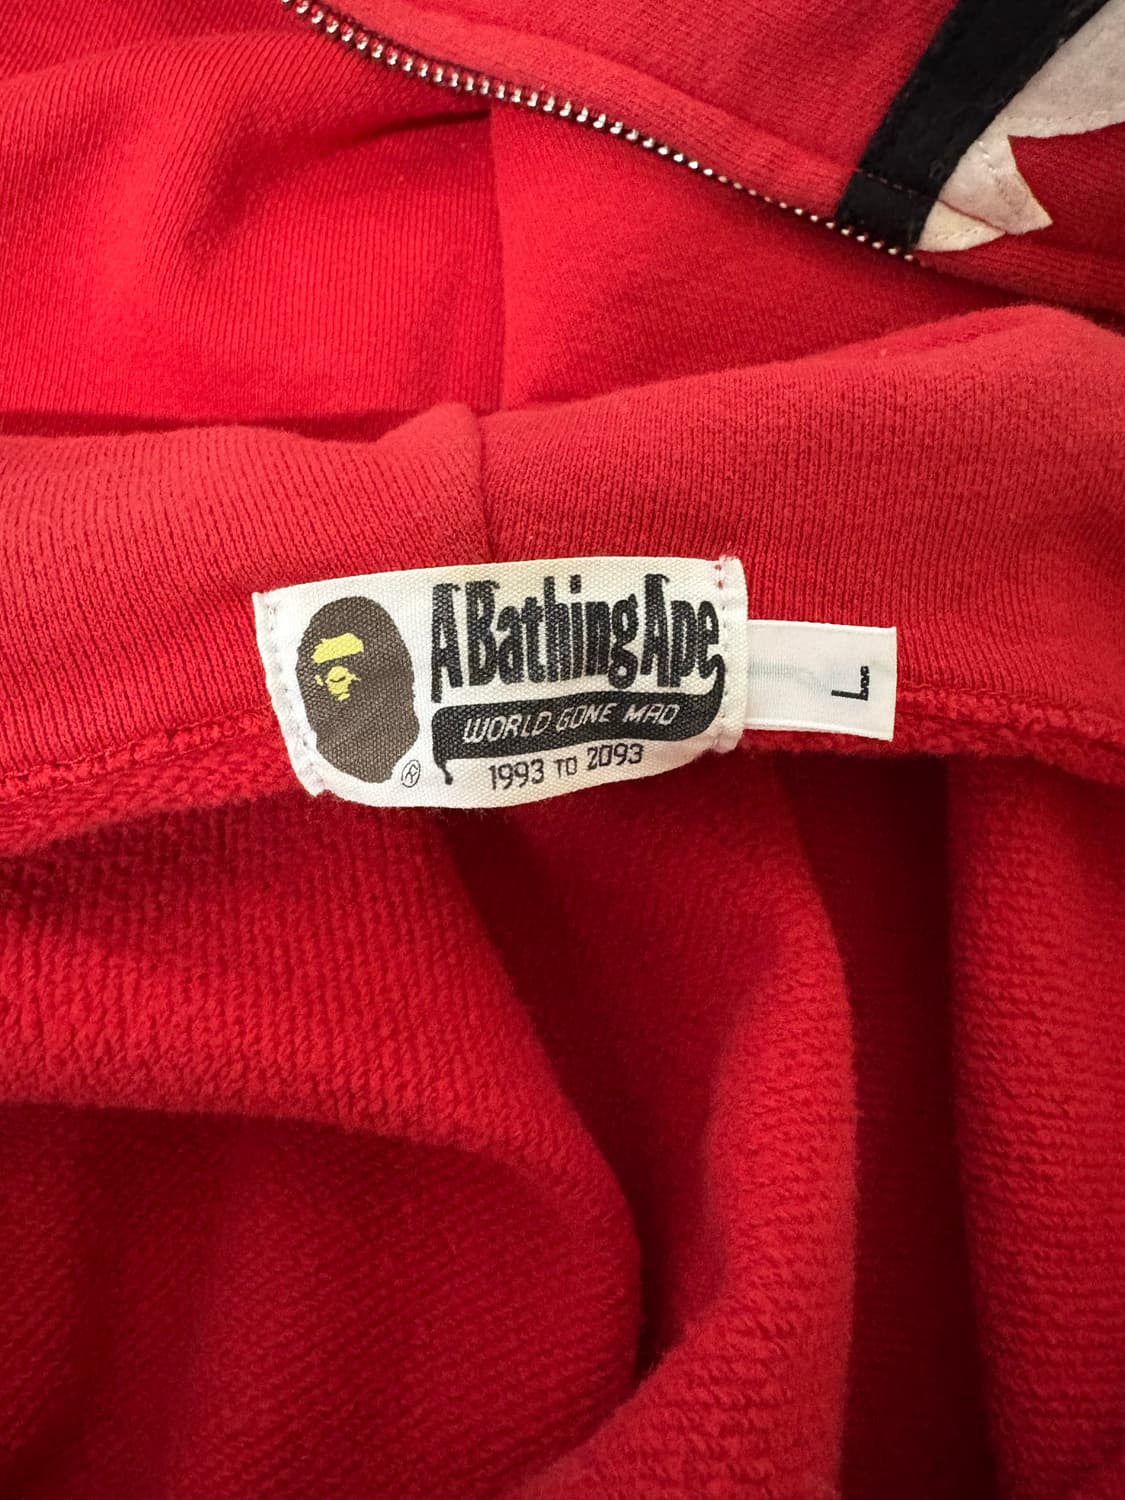 A Bathing Ape
WORLD GONE MAD
1993 TO 2093
®
L